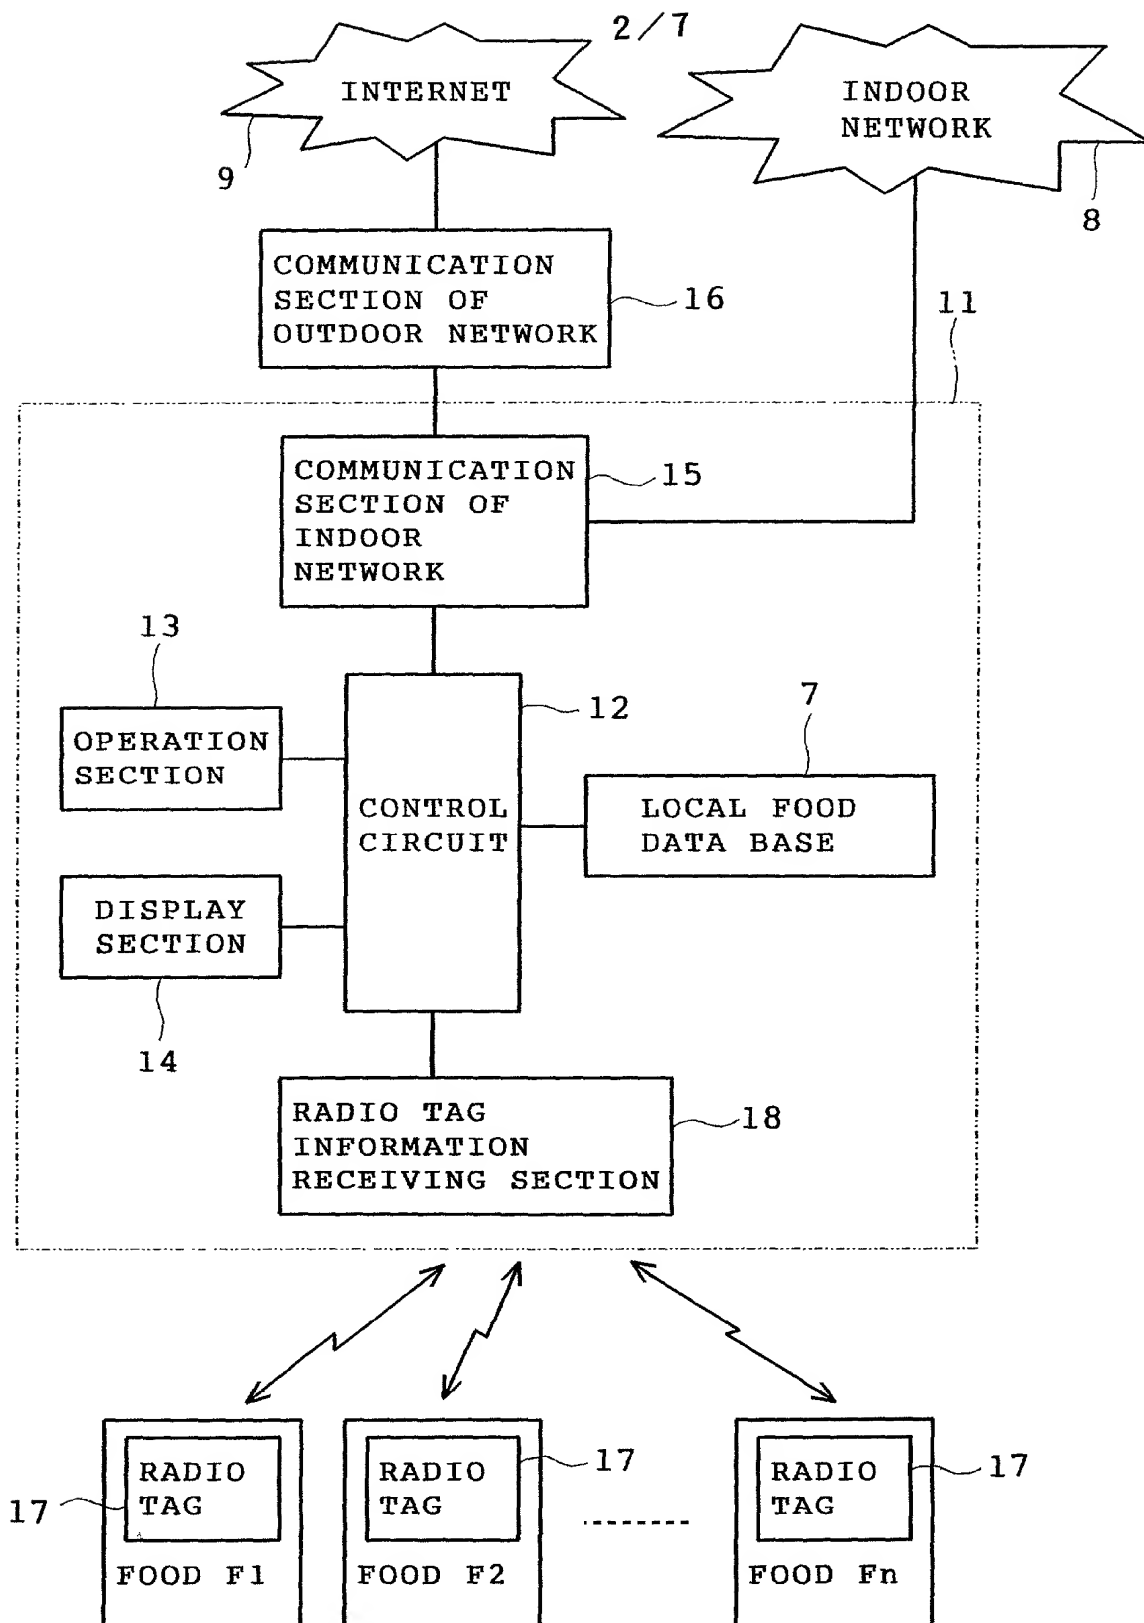 2/7
INTERNET
INDOOR
NETWORK
9
8
COMMUNICATION
SECTION OF
OUTDOOR NETWORK
16
11
COMMUNICATION
SECTION OF
INDOOR
NETWORK
15
13
12
7
OPERATION
SECTION
CONTROL
CIRCUIT
LOCAL FOOD
DATA BASE
DISPLAY
SECTION
14
RADIO TAG
INFORMATION
RECEIVING SECTION
18
RADIO
TAG
17
FOOD F1
RADIO
TAG
17
FOOD F2
RADIO
TAG
17
FOOD Fn